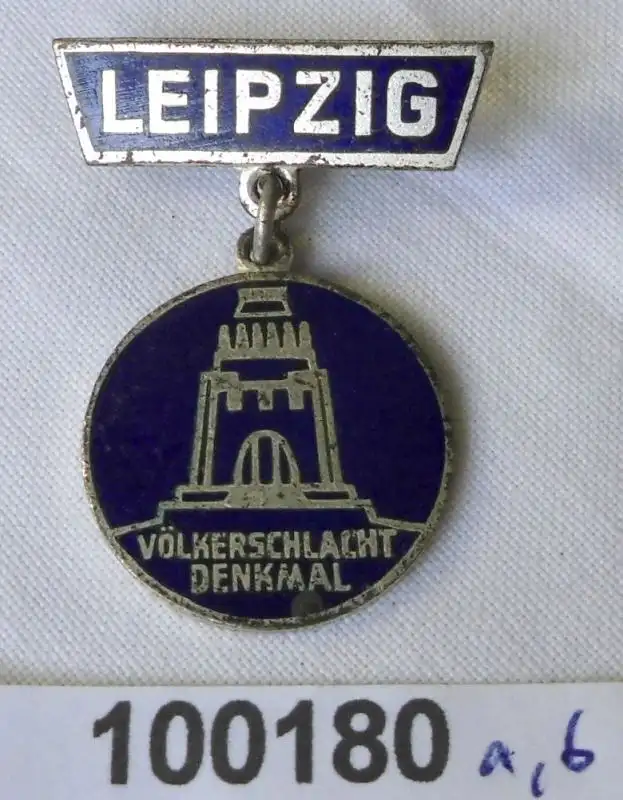 LEIPZIG
VÖLKERSCHLACHT
DENKMAL
100180 a, b